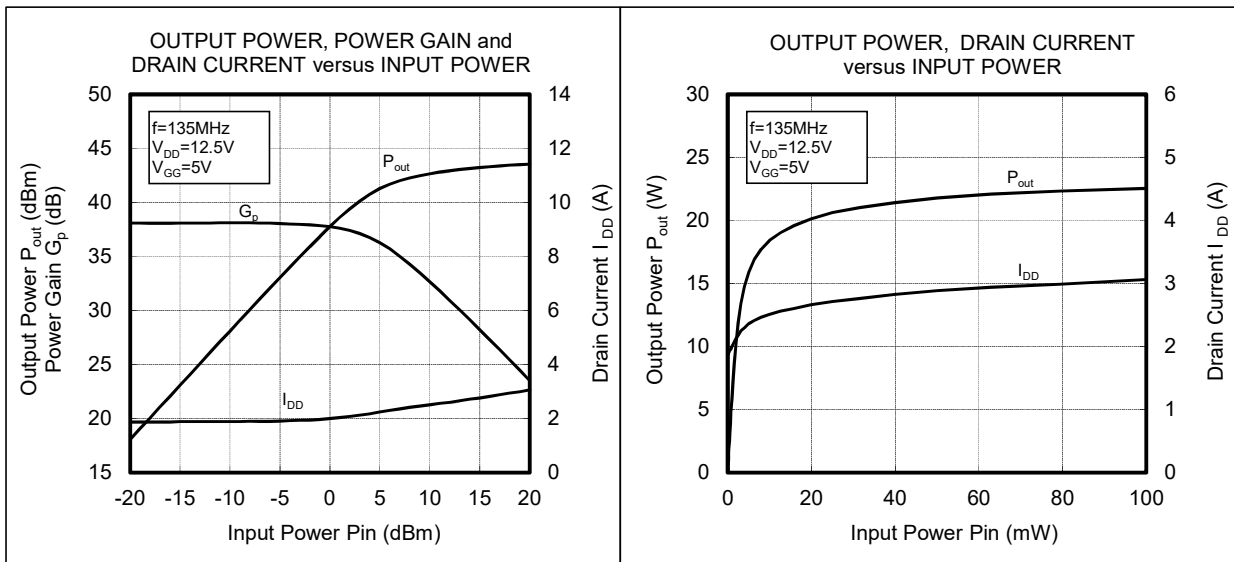 OUTPUT POWER, POWER GAIN and
DRAIN CURRENT versus INPUT POWER
50
45
40
35
30
25
20
15
14
12
10
8
6
4
2
0
f=135MHz
VDD=12.5V
VGG=5V
Pout
Gp
IDD
-20
-15
-10
-5
0
5
10
15
20
Output Power Pout (dBm)
Power Gain Gp (dB)
Drain Current IDD (A)
Input Power Pin (dBm)
OUTPUT POWER, DRAIN CURRENT
versus INPUT POWER
30
25
20
15
10
5
0
6
5
4
3
2
1
0
f=135MHz
VDD=12.5V
VGG=5V
Pout
IDD
0
20
40
60
80
100
Output Power Pout (W)
Drain Current IDD (A)
Input Power Pin (mW)